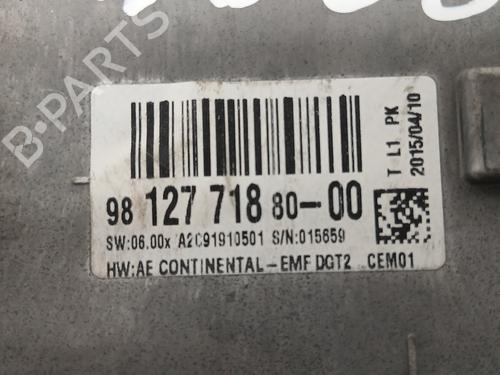 B-PARTS
98 127 718 80-00
SW:06.00x A2C91910501 S/N:015659
HW:AE CONTINENTAL-EMF DGT2 CEM01
T L1 PK
2015/04/10